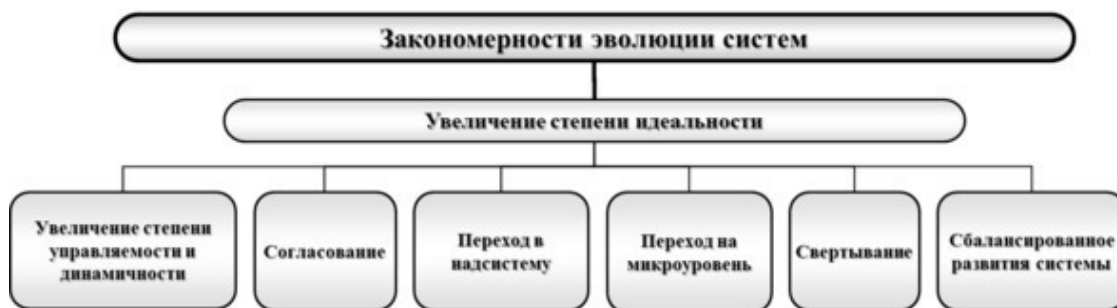 Закономерности эволюции систем
Увеличение степени идеальности
Увеличение степени
управляемости и
динамичности
Согласование
Переход в
надсистему
Переход на
микроуровень
Свертывание
Сбалансированное
развития системы